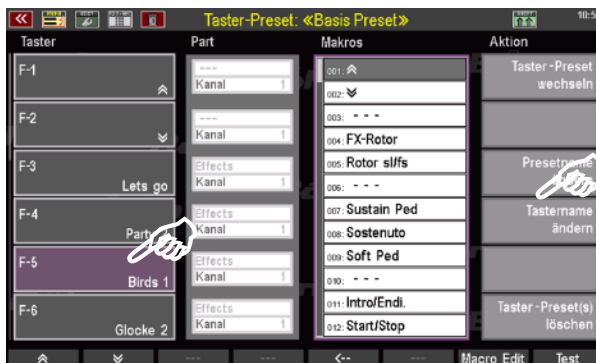 Taster-Preset: «Basis Preset»
10:5
Taster
Part
Makros
Aktion
F-1
---
Kanal 1
F-2
---
Kanal 1
F-3
Lets go
Effects
Kanal 1
F-4
Part
Effects
Kanal 1
F-5
Birds 1
Effects
Kanal 1
F-6
Glocke 2
Effects
Kanal 1
001:
002:
003: - - -
004: FX-Rotor
005: Rotor sl/fs
006: - - -
007: Sustain Ped
008: Sostenuto
009: Soft Ped
010: - - -
011: Intro/Endi.
012: Start/Stop
Taster-Preset
wechseln
Presetname
Tastername
ändern
Taster-Preset(s)
löschen
---
---
<--
---
Macro Edit
Test